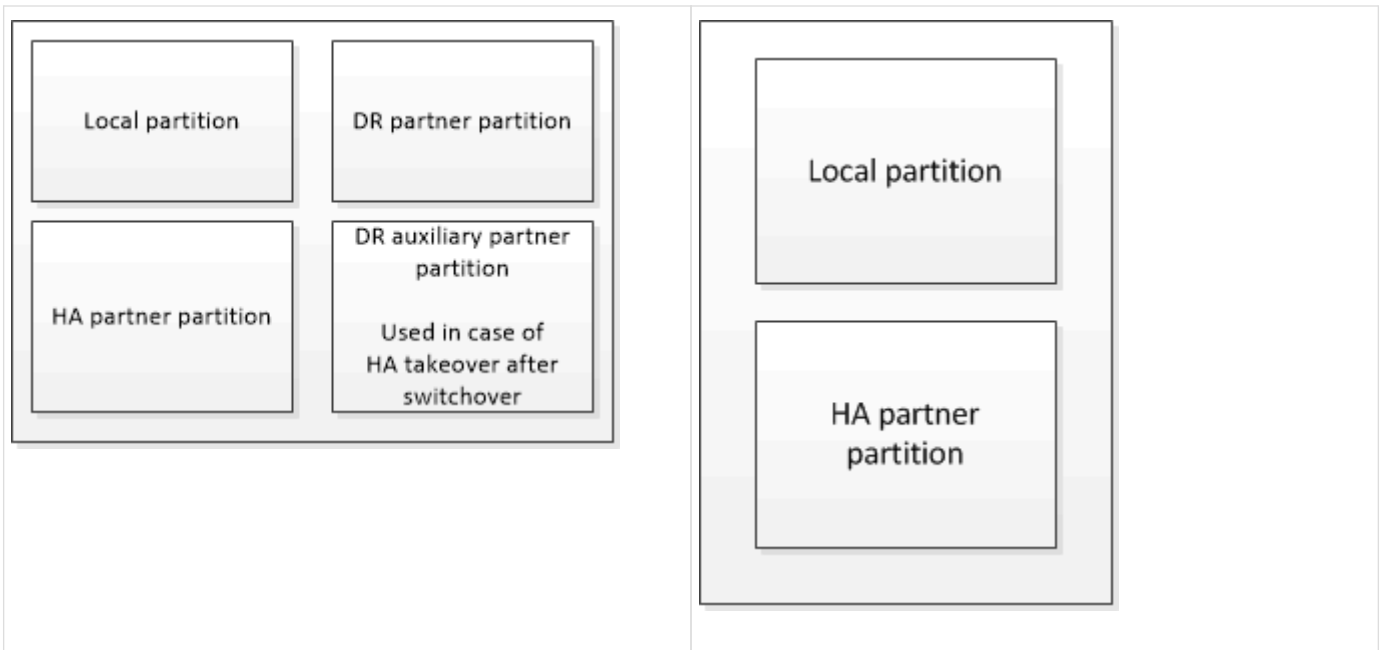 Local partition
DR partner partition
HA partner partition
DR auxiliary partner
partition
Used in case of
HA takeover after
switchover
Local partition
HA partner
partition